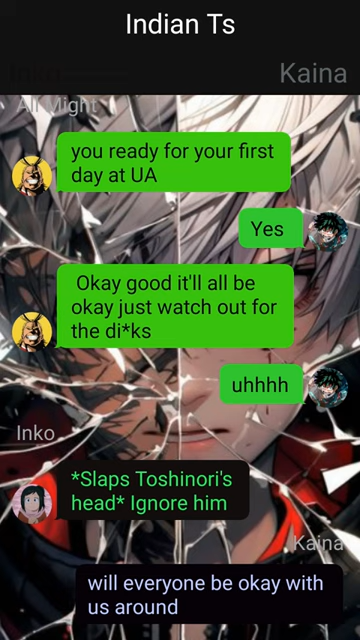 Indian Ts
Inko
Kaina
All Might
you ready for your first
day at UA
Yes
Okay good it'll all be
okay just watch out for
the di*ks
uhhhh
Inko
*Slaps Toshinori's
head* Ignore him
Kaina
will everyone be okay with
us around